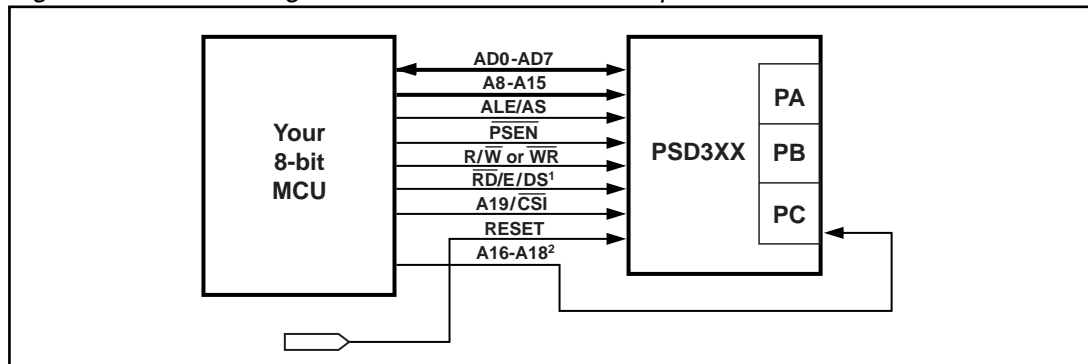 AD0-AD7
A8-A15
ALE/AS
PSEN
R/W or WR
RD/E/DS¹
A19/CSI
RESET
A16-A18²
Your
8-bit
MCU
PSD3XX
PA
PB
PC